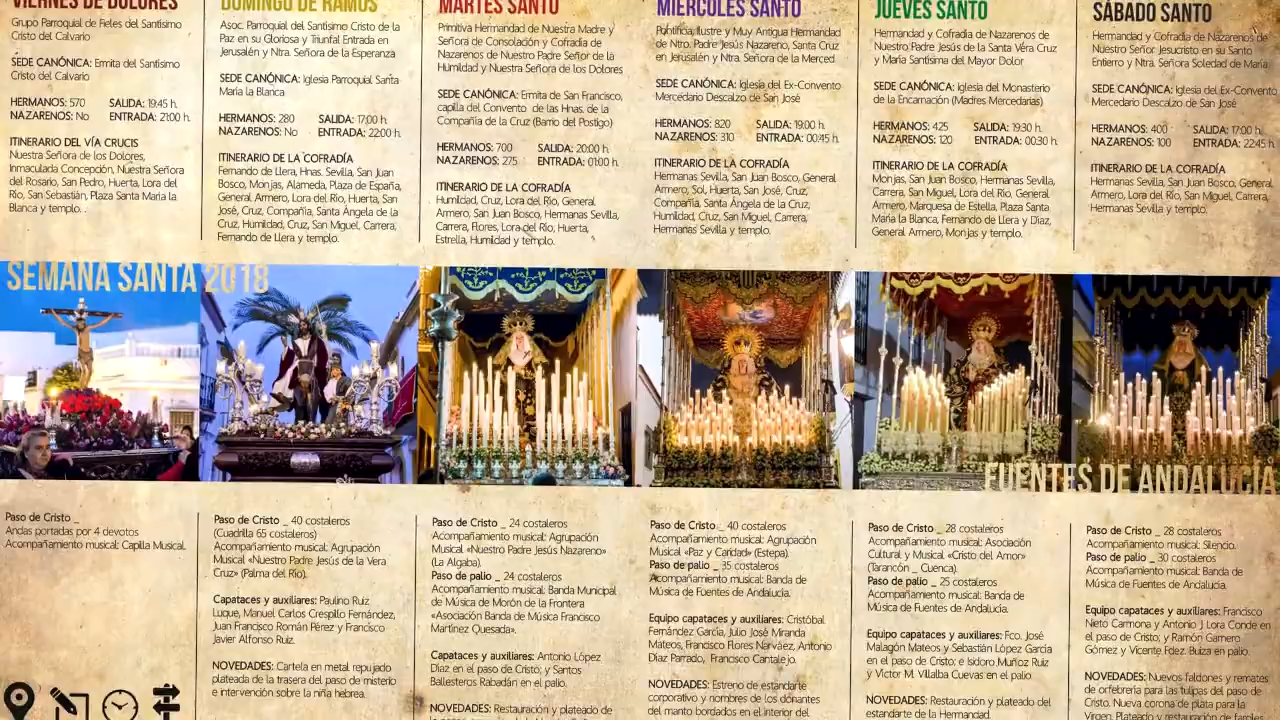 VIERNES DE DOLORES
Grupo Parroquial de Fieles del Santísimo
Cristo del Calvario
SEDE CANÓNICA: Ermita del Santísimo
Cristo del Calvario
HERMANOS: 570 SALIDA: 19:45 h.
NAZARENOS: No ENTRADA: 21:00 h.
ITINERARIO DEL VÍA CRUCIS
Nuestra Señora de los Dolores,
Inmaculada Concepción, Nuestra Señora
del Rosario, San Pedro, Huerta, Lora del
Río, San Sebastián, Plaza Santa María la
Blanca y templo. .
DOMINGO DE RAMOS
Asoc. Parroquial del Santísimo Cristo de la
Paz en su Gloriosa y Triunfal Entrada en
Jerusalén y Ntra. Señora de la Esperanza
SEDE CANÓNICA: Iglesia Parroquial Santa
María la Blanca
HERMANOS: 280 SALIDA: 17:00 h.
NAZARENOS: No ENTRADA: 22:00 h.
ITINERARIO DE LA COFRADÍA
Fernando de Llera, Hnas. Sevilla, San Juan
Bosco, Monjas, Alameda, Plaza de España,
General Armero, Lora del Río, Huerta, San
José, Cruz, Compañía, Santa Ángela de la
Cruz, Humildad, Cruz, San Miguel, Carrera,
Fernando de Llera y templo.
MARTES SANTO
Primitiva Hermandad de Nuestra Madre y
Señora de Consolación y Cofradía de
Nazarenos de Nuestro Padre Señor de la
Humildad y Nuestra Señora de los Dolores
SEDE CANÓNICA: Ermita de San Francisco,
capilla del Convento de las Hnas. de la
Compañía de la Cruz (Barrio del Postigo)
HERMANOS: 700 SALIDA: 20:00 h.
NAZARENOS: 275 ENTRADA: 01:00 h.
ITINERARIO DE LA COFRADÍA
Humildad, Cruz, Lora del Río, General
Armero, San Juan Bosco, Hermanas Sevilla,
Carrera, Flores, Lora del Río, Huerta,
Estrella, Humildad y templo.
MIÉRCOLES SANTO
Pontificia, Ilustre y Muy Antigua Hermandad
de Ntro. Padre Jesús Nazareno, Santa Cruz
en Jerusalén y Ntra. Señora de la Merced.
SEDE CANÓNICA: Iglesia del Ex-Convento
Mercedario Descalzo de San José
HERMANOS: 820 SALIDA: 19:00 h.
NAZARENOS: 310 ENTRADA: 00:45 h.
ITINERARIO DE LA COFRADÍA
Hermanas Sevilla, San Juan Bosco, General
Armero, Sol, Huerta, San José, Cruz,
Compañía, Santa Ángela de la Cruz,
Humildad, Cruz, San Miguel, Carrera,
Hermanas Sevilla y templo.
JUEVES SANTO
Hermandad y Cofradía de Nazarenos de
Nuestro Padre Jesús de la Santa Vera Cruz
y María Santísima del Mayor Dolor
SEDE CANÓNICA: Iglesia del Monasterio
de la Encarnación (Madres Mercedarias)
HERMANOS: 425 SALIDA: 19:30 h.
NAZARENOS: 120 ENTRADA: 00:30 h.
ITINERARIO DE LA COFRADÍA
Monjas, San Juan Bosco, Hermanas Sevilla,
Carrera, San Miguel, Lora del Río, General
Armero, Marquesa de Estella, Plaza Santa
María la Blanca, Fernando de Llera y Díaz,
General Armero, Monjas y templo.
SÁBADO SANTO
Hermandad y Cofradía de Nazarenos de
Nuestro Señor Jesucristo en su Santo
Entierro y Ntra. Señora Soledad de María
SEDE CANÓNICA: Iglesia del Ex-Convento
Mercedario Descalzo de San José
HERMANOS: 400 SALIDA: 17:00 h.
NAZARENOS: 100 ENTRADA: 22:45 h.
ITINERARIO DE LA COFRADÍA
Hermanas Sevilla, San Juan Bosco, General
Armero, Lora del Río, San Miguel, Carrera,
Hermanas Sevilla y templo.
SEMANA SANTA 2018
FUENTES DE ANDALUCÍA
Paso de Cristo _
Andas portadas por 4 devotos
Acompañamiento musical: Capilla Musical.
Paso de Cristo _ 40 costaleros
(Cuadrilla 65 costaleros)
Acompañamiento musical: Agrupación
Musical «Nuestro Padre Jesús de la Vera
Cruz» (Palma del Río).
Capataces y auxiliares: Paulino Ruiz
Luque, Manuel Carlos Crespillo Fernández,
Juan Francisco Román Pérez y Francisco
Javier Alfonso Ruiz.
NOVEDADES: Cartela en metal repujado
plateada de la trasera del paso de misterio
e intervención sobre la niña hebrea.
Paso de Cristo _ 24 costaleros
Acompañamiento musical: Agrupación
Musical «Nuestro Padre Jesús Nazareno»
(La Algaba).
Paso de palio _ 24 costaleros
Acompañamiento musical: Banda Municipal
de Música de Morón de la Frontera
«Asociación Banda de Música Francisco
Martínez Quesada».
Capataces y auxiliares: Antonio López
Díaz en el paso de Cristo; y Santos
Ballesteros Rabadán en el palio.
NOVEDADES: Restauración y plateado de
Paso de Cristo _ 40 costaleros
Acompañamiento musical: Agrupación
Musical «Paz y Caridad» (Estepa).
Paso de palio _ 35 costaleros
Acompañamiento musical: Banda de
Música de Fuentes de Andalucía.
Equipo capataces y auxiliares: Cristóbal
Fernández García, Julio José Miranda
Mateos, Francisco Flores Narváez, Antonio
Díaz Parrado, Francisco Cantalejo.
NOVEDADES: Estreno de estandarte
corporativo y nombres de los donantes
del manto bordados en el interior del
Paso de Cristo _ 28 costaleros
Acompañamiento musical: Asociación
Cultural y Musical «Cristo del Amor»
(Tarancón _ Cuenca).
Paso de palio _ 25 costaleros
Acompañamiento musical: Banda de
Música de Fuentes de Andalucía.
Equipo capataces y auxiliares: Fco. José
Malagón Mateos y Sebastián López García
en el paso de Cristo; e Isidoro Muñoz Ruiz
y Víctor M. Villalba Cuevas en el palio.
NOVEDADES: Restauración y plateado del
estandarte de la Hermandad.
Paso de Cristo _ 28 costaleros
Acompañamiento musical: Silencio.
Paso de palio _ 30 costaleros
Acompañamiento musical: Banda de
Música de Fuentes de Andalucía.
Equipo capataces y auxiliares: Francisco
Nieto Carmona y Antonio J. Lora Conde en
el paso de Cristo; y Ramón Gamero
Gómez y Vicente Fdez. Buiza en palio.
NOVEDADES: Nuevos faldones y remates
de orfebrería para las tulipas del paso de
Cristo. Nueva corona de plata para la
Virgen. Plateado y restauración de faroles